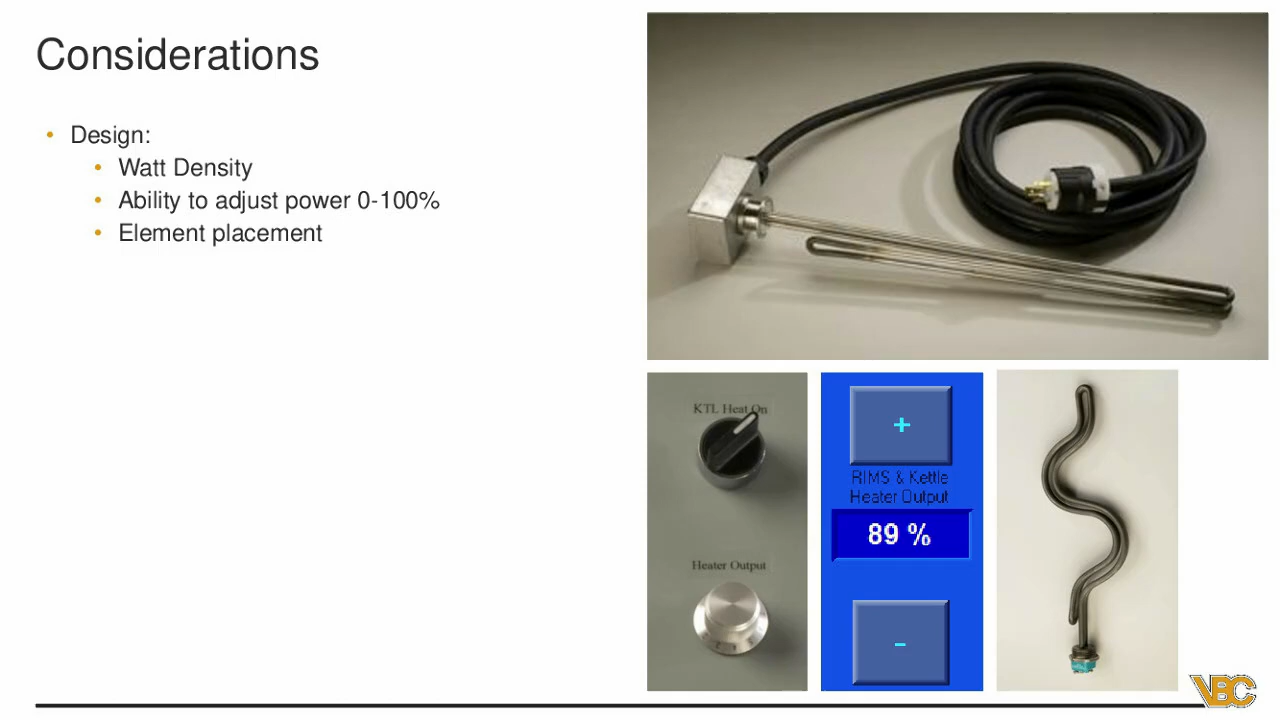 Considerations
• Design:
• Watt Density
• Ability to adjust power 0-100%
• Element placement
KTL Heat On
Heater Output
+
RIMS & Kettle
Heater Output
89 %
-
VBC